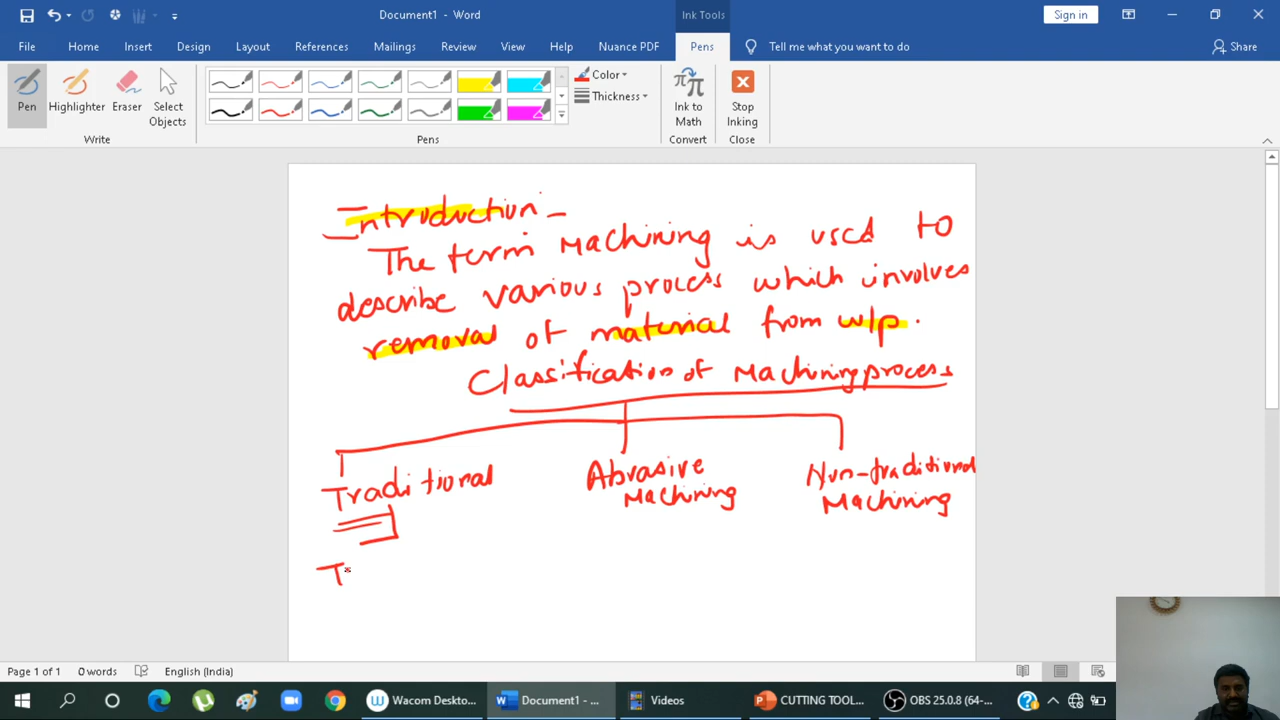 Document1 - Word
Ink Tools
Sign in
File Home Insert Design Layout References Mailings Review View Help Nuance PDF Pens Tell me what you want to do Share
Pen Highlighter Eraser Select Objects
Color
Thickness
Ink to Math
Stop Inking
Write Pens Convert Close
Introduction-
The term Machining is used to
describe various process which involves
removal of material from w/p.
Classification of Machining process
Traditional Abrasive Machining Non-traditional Machining
T
Page 1 of 1 0 words English (India)
Wacom Desktop... Document1 - ... Videos CUTTING TOOL... OBS 25.0.8 (64-...